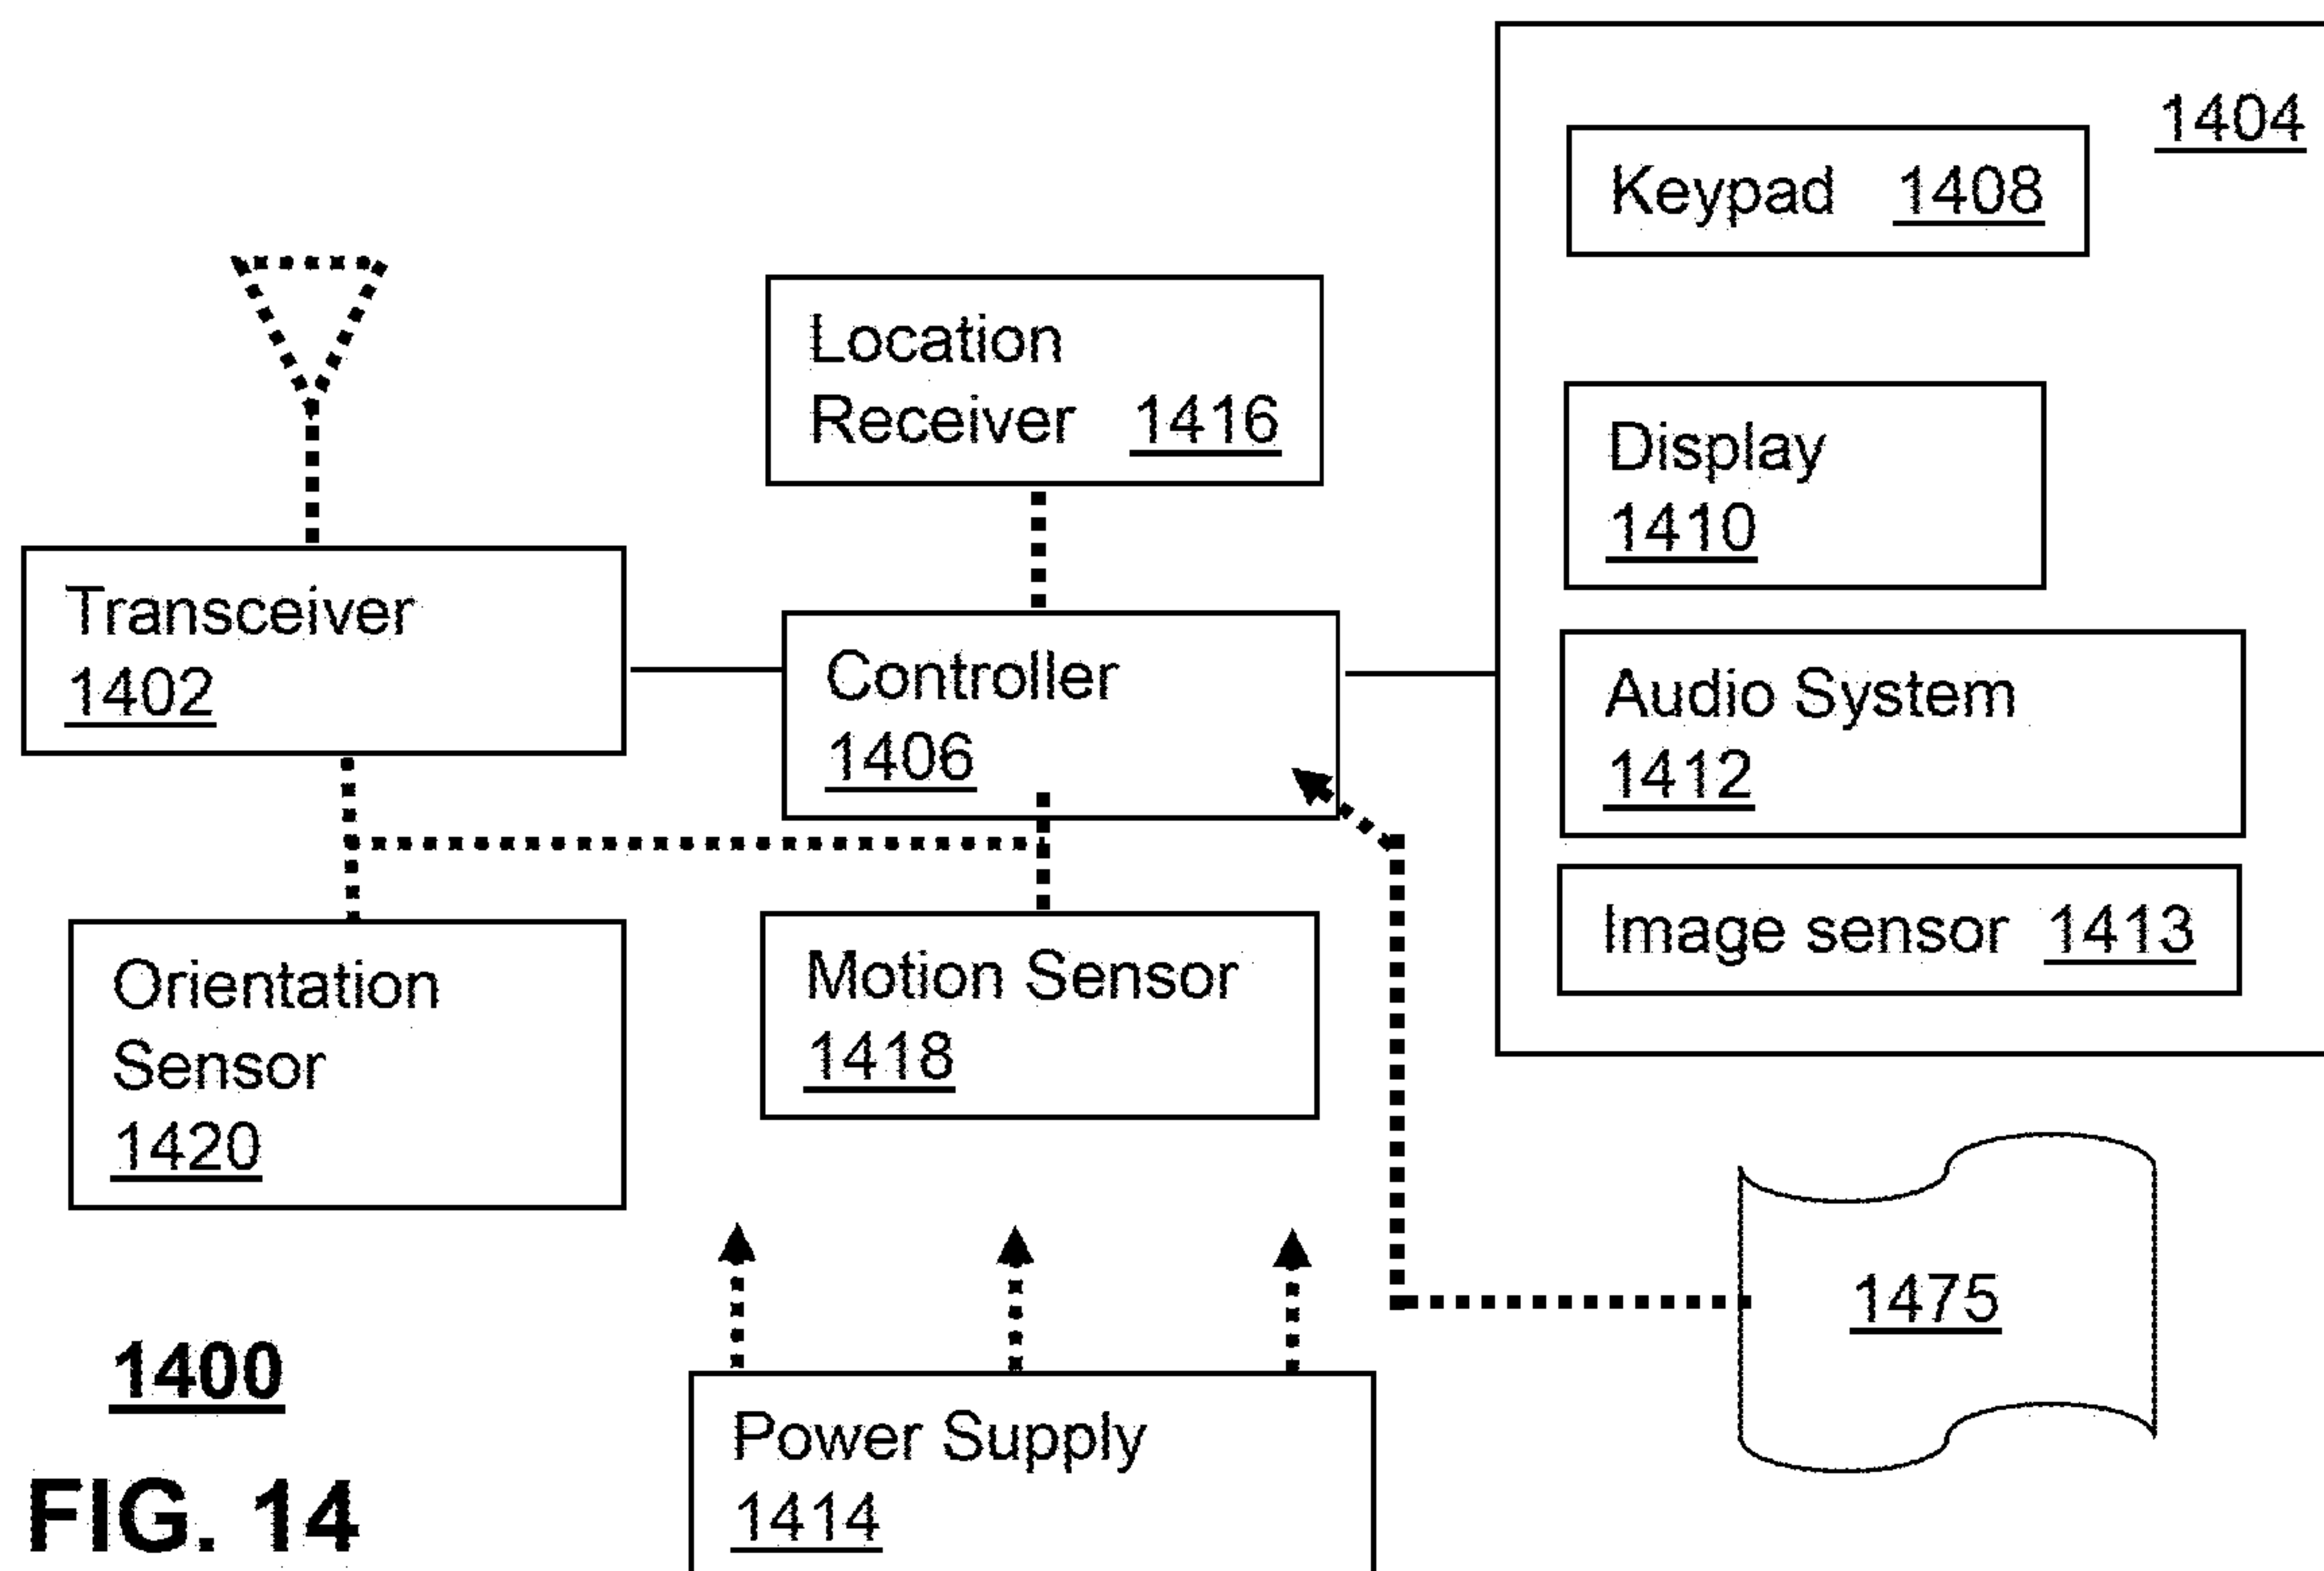 1404
Keypad 1408
Location
Receiver 1416
Display
1410
Transceiver
1402
Controller
1406
Audio System
1412
Image sensor 1413
Orientation
Sensor
1420
Motion Sensor
1418
1475
1400
Power Supply
1414
FIG. 14